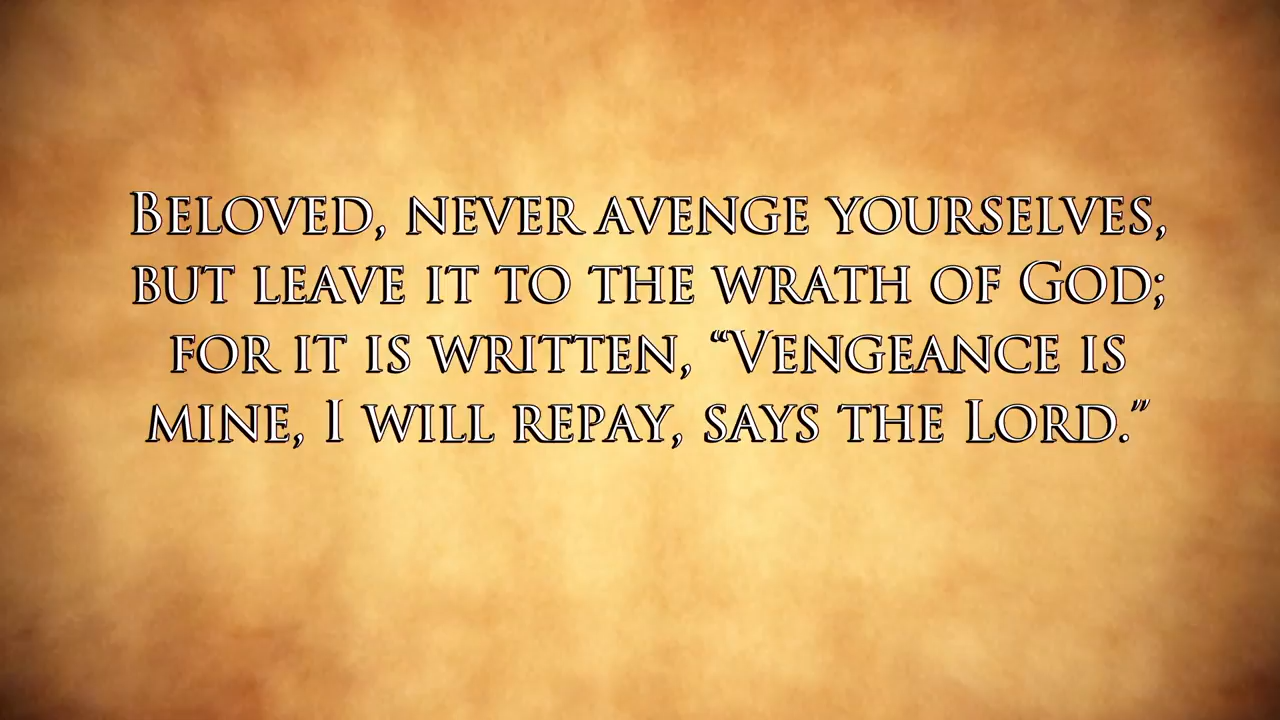 Beloved, never avenge yourselves,
but leave it to the wrath of God;
for it is written, “Vengeance is
mine, I will repay, says the Lord.”